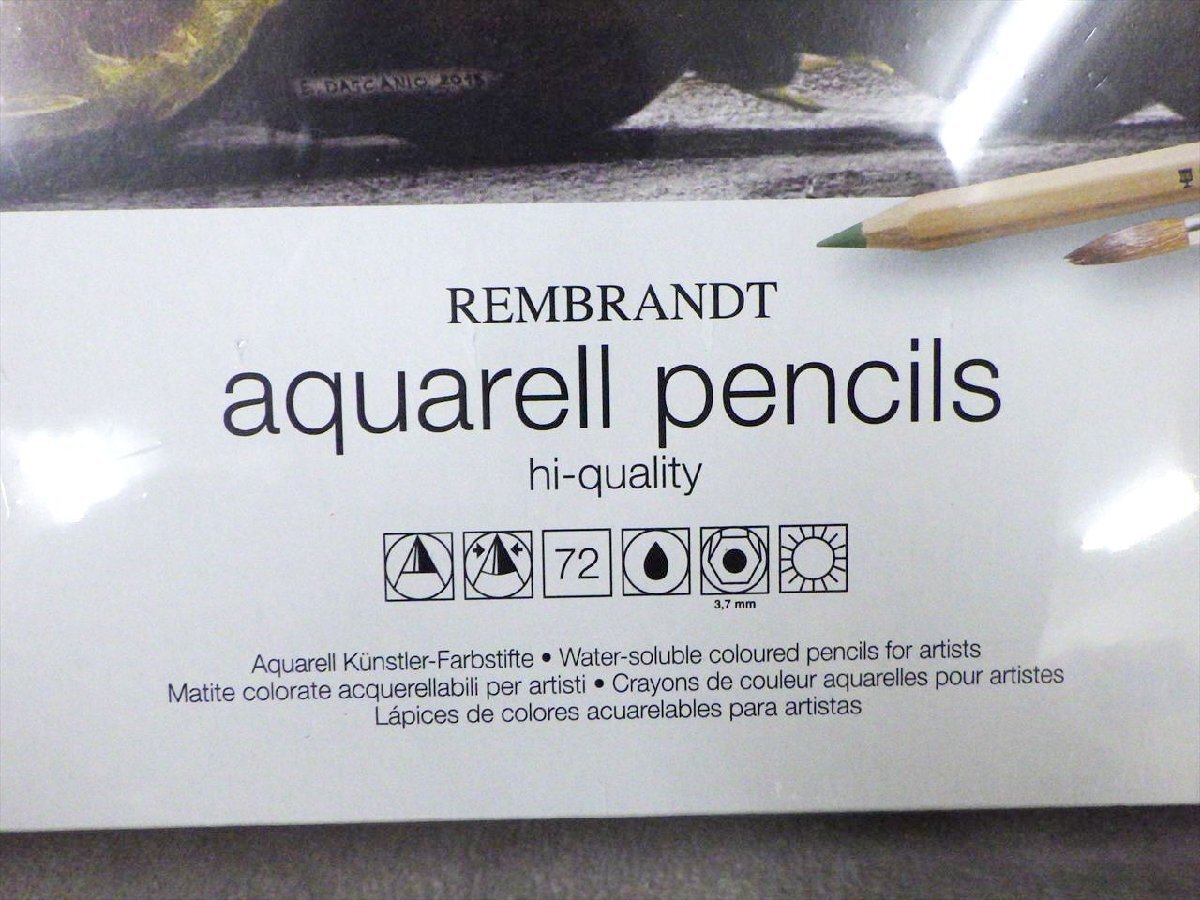 REMBRANDT
aquarell pencils
hi-quality
72
3,7 mm
Aquarell Künstler-Farbstifte • Water-soluble coloured pencils for artists
Matite colorate acquerellabili per artisti • Crayons de couleur aquarelles pour artistes
Lápices de colores acuarelables para artistas